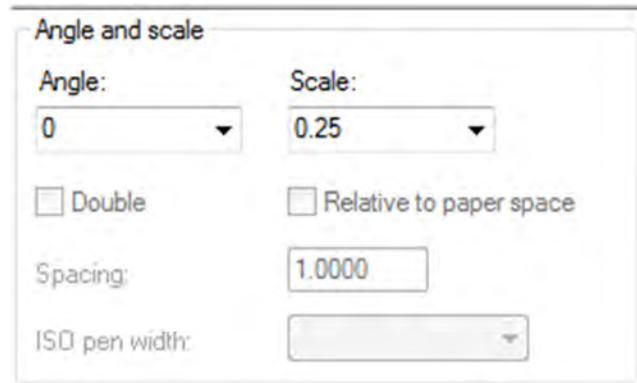 Angle and scale
Angle: Scale:
0 0.25
Double Relative to paper space
Spacing: 1.0000
ISO pen width: